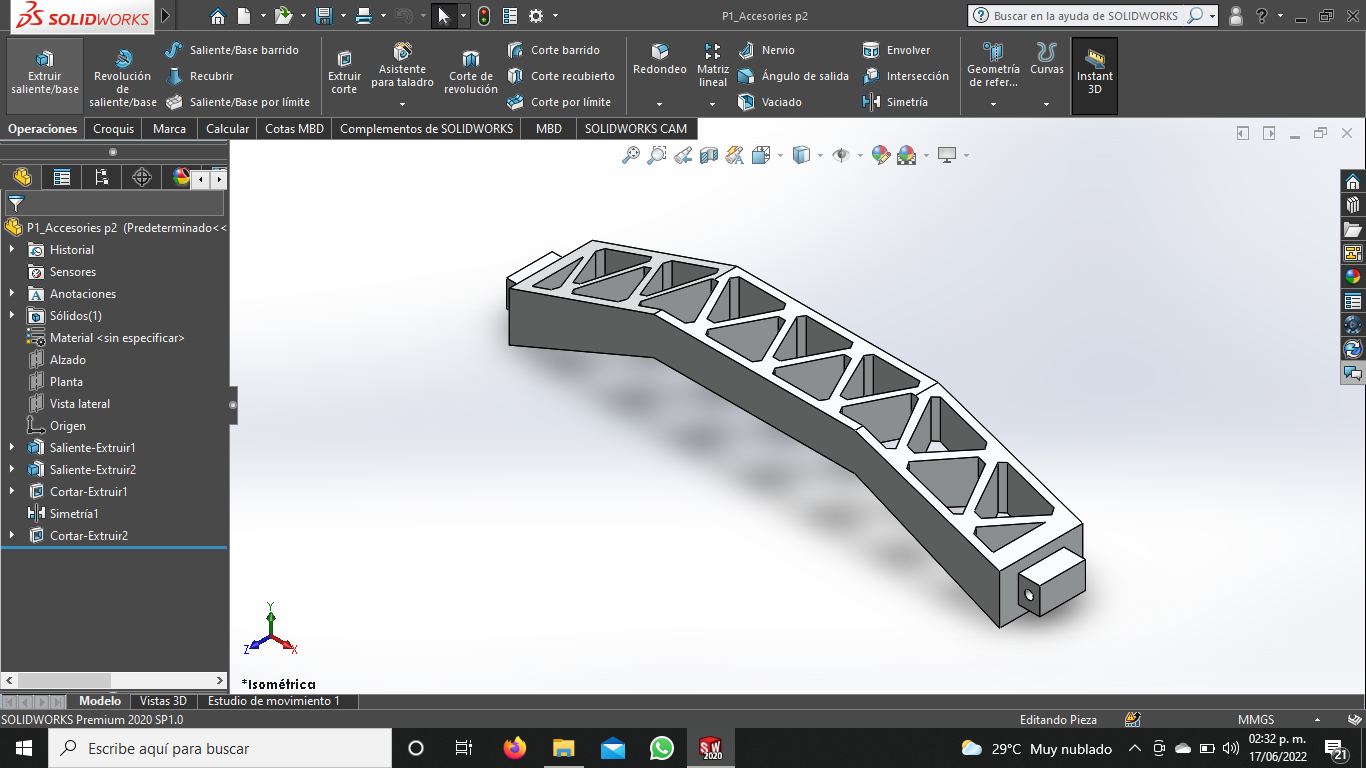 SOLIDWORKS
P1_Accesories p2
Buscar en la ayuda de SOLIDWORKS
Extruir saliente/base
Revolución de saliente/base
Saliente/Base barrido
Recubrir
Saliente/Base por límite
Extruir corte
Asistente para taladro
Corte de revolución
Corte barrido
Corte recubierto
Corte por límite
Redondeo
Matriz lineal
Nervio
Ángulo de salida
Vaciado
Envolver
Intersección
Simetría
Geometría de refer...
Curvas
Instant 3D
Operaciones Croquis Marca Calcular Cotas MBD Complementos de SOLIDWORKS MBD SOLIDWORKS CAM
P1_Accesories p2 (Predeterminado<<
Historial
Sensores
Anotaciones
Sólidos(1)
Material <sin especificar>
Alzado
Planta
Vista lateral
Origen
Saliente-Extruir1
Saliente-Extruir2
Cortar-Extruir1
Simetría1
Cortar-Extruir2
Y
Z
X
*Isométrica
Modelo Vistas 3D Estudio de movimiento 1
SOLIDWORKS Premium 2020 SP1.0
Editando Pieza
MMGS
Escribe aquí para buscar
SW
2020
29°C Muy nublado
02:32 p. m.
17/06/2022
21